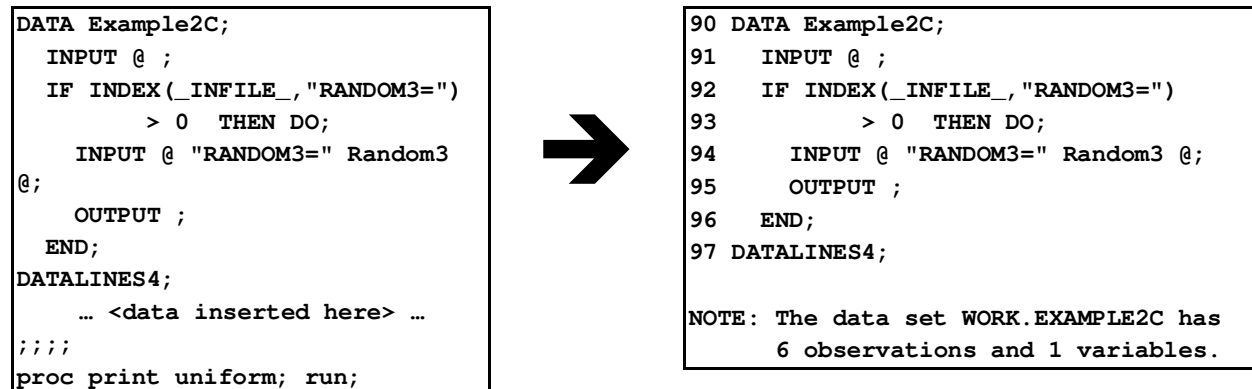 DATA Example2C;
INPUT @ ;
IF INDEX(_INFILE_,"RANDOM3=")
> 0 THEN DO;
INPUT @ "RANDOM3=" Random3
@;
OUTPUT ;
END;
DATALINES4;
… <data inserted here> …
;;;;
proc print uniform; run;
90 DATA Example2C;
91 INPUT @ ;
92 IF INDEX(_INFILE_,"RANDOM3=")
93 > 0 THEN DO;
94 INPUT @ "RANDOM3=" Random3 @;
95 OUTPUT ;
96 END;
97 DATALINES4;
NOTE: The data set WORK.EXAMPLE2C has
6 observations and 1 variables.